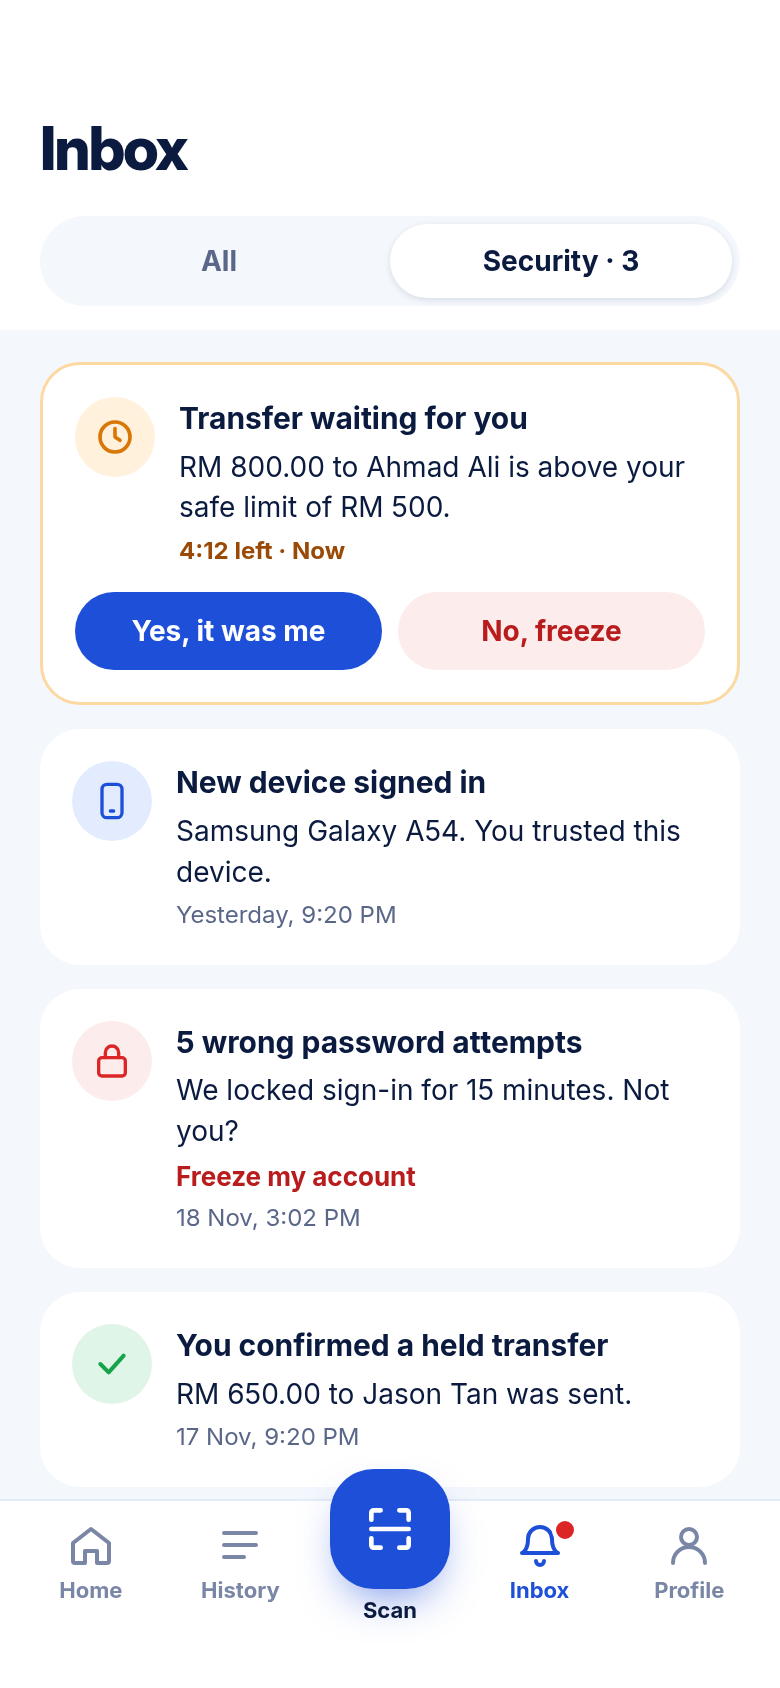 Inbox
All
Security · 3
Transfer waiting for you
RM 800.00 to Ahmad Ali is above your
safe limit of RM 500.
4:12 left · Now
Yes, it was me
No, freeze
New device signed in
Samsung Galaxy A54. You trusted this
device.
Yesterday, 9:20 PM
5 wrong password attempts
We locked sign-in for 15 minutes. Not
you?
Freeze my account
18 Nov, 3:02 PM
You confirmed a held transfer
RM 650.00 to Jason Tan was sent.
17 Nov, 9:20 PM
Home
History
Scan
Inbox
Profile